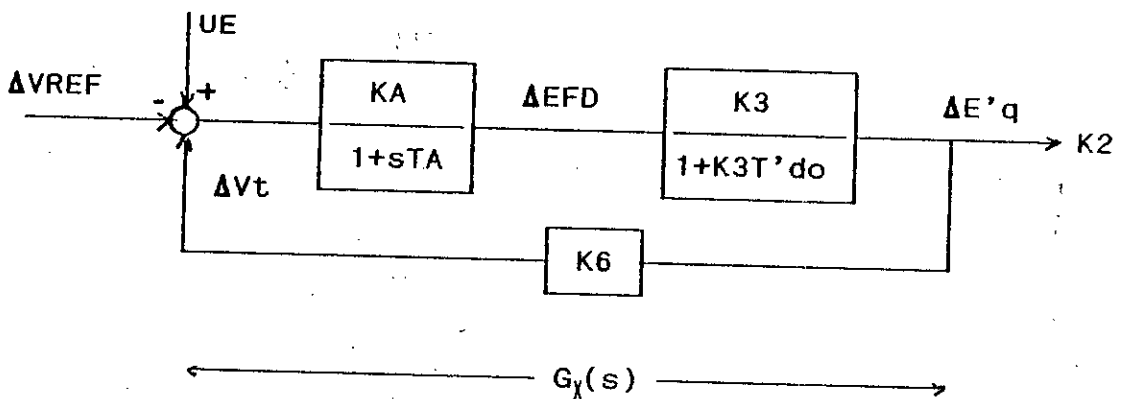 UE
ΔVREF
-
+
KA
1+sTA
ΔEFD
K3
1+K3T'do
ΔE'q
K2
ΔVt
K6
Gχ(s)